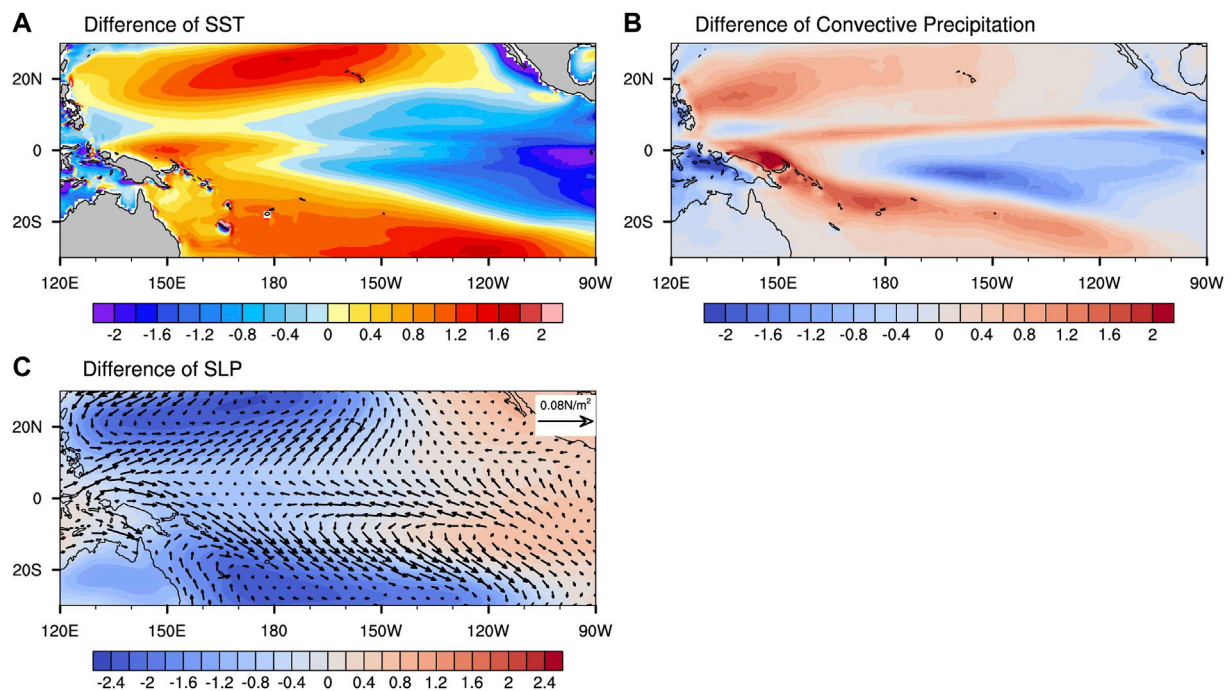 A Difference of SST
20N
0
20S
120E 150E 180 150W 120W 90W
-2 -1.6 -1.2 -0.8 -0.4 0 0.4 0.8 1.2 1.6 2
B Difference of Convective Precipitation
20N
0
20S
120E 150E 180 150W 120W 90W
-2 -1.6 -1.2 -0.8 -0.4 0 0.4 0.8 1.2 1.6 2
C Difference of SLP
0.08N/m²
20N
0
20S
120E 150E 180 150W 120W 90W
-2.4 -2 -1.6 -1.2 -0.8 -0.4 0 0.4 0.8 1.2 1.6 2 2.4